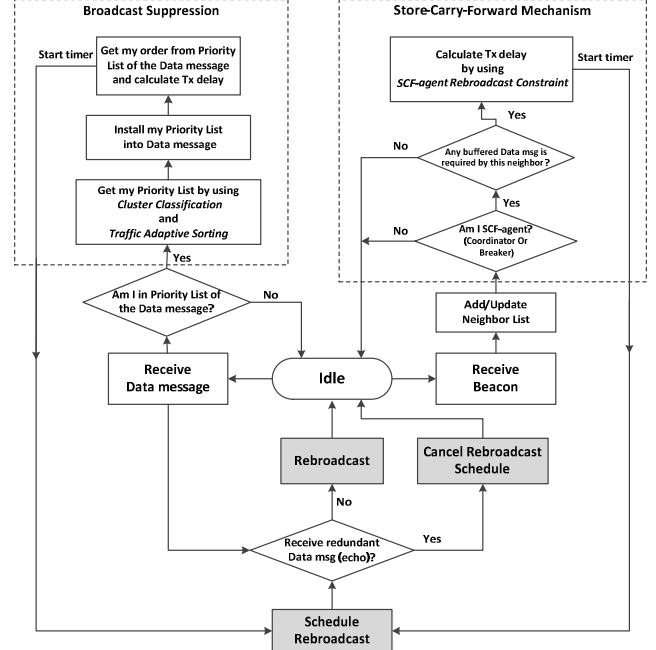 Broadcast Suppression
Start timer
Get my order from Priority
List of the Data message
and calculate Tx delay
Install my Priority List
into Data message
Get my Priority List by using
Cluster Classification
and
Traffic Adaptive Sorting
Yes
Am I in Priority List of
the Data message?
No
Receive
Data message
Store-Carry-Forward Mechanism
Calculate Tx delay
by using
SCF-agent Rebroadcast Constraint
Start timer
Yes
No
Any buffered Data msg is
required by this neighbor?
Yes
No
Am I SCF-agent?
(Coordinator Or
Breaker)
Add/Update
Neighbor List
Idle
Receive
Beacon
Rebroadcast
Cancel Rebroadcast
Schedule
No
Receive redundant
Data msg (echo)?
Yes
Schedule
Rebroadcast